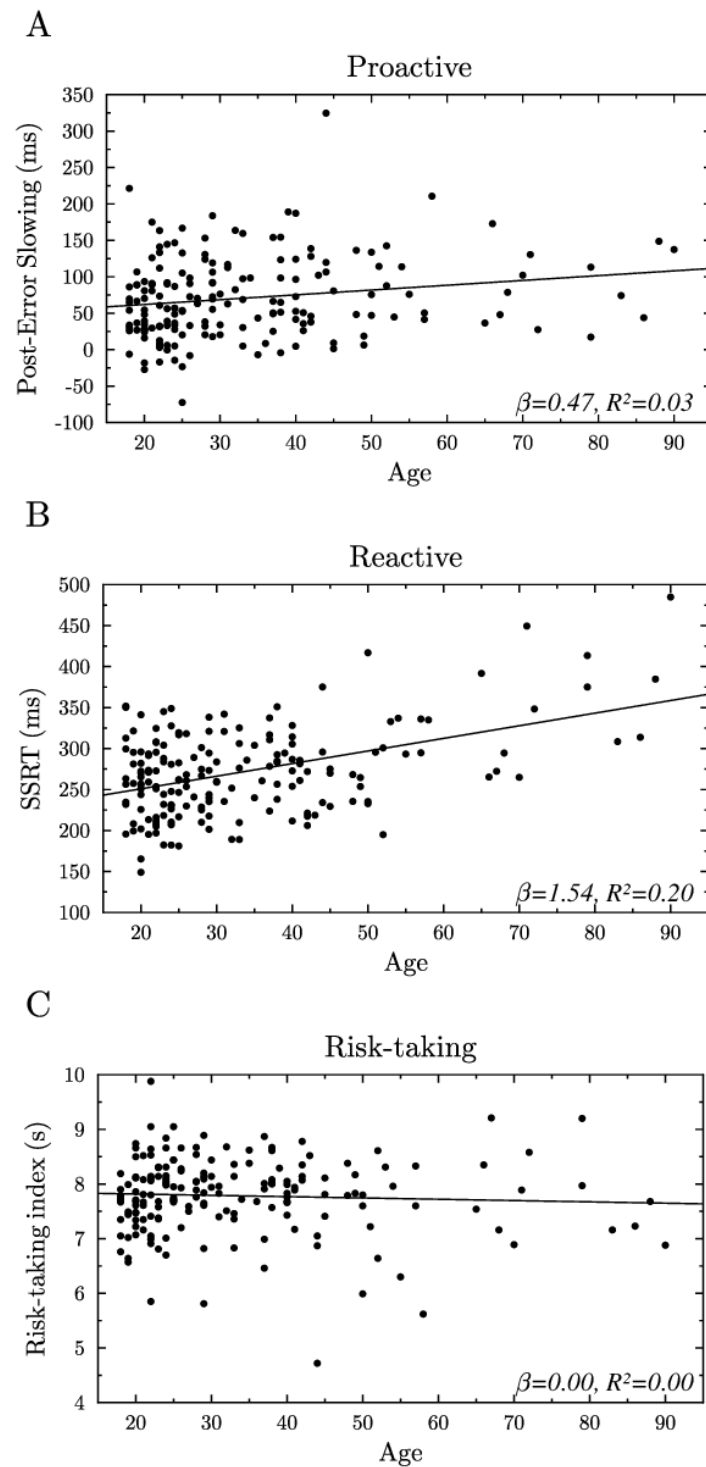 A
Proactive
350
300
250
200
150
100
50
0
-50
-100
Post-Error Slowing (ms)
β=0.47, R²=0.03
20 30 40 50 60 70 80 90
Age
B
Reactive
500
450
400
350
300
250
200
150
100
SSRT (ms)
β=1.54, R²=0.20
20 30 40 50 60 70 80 90
Age
C
Risk-taking
10
9
8
7
6
5
4
Risk-taking index (s)
β=0.00, R²=0.00
20 30 40 50 60 70 80 90
Age